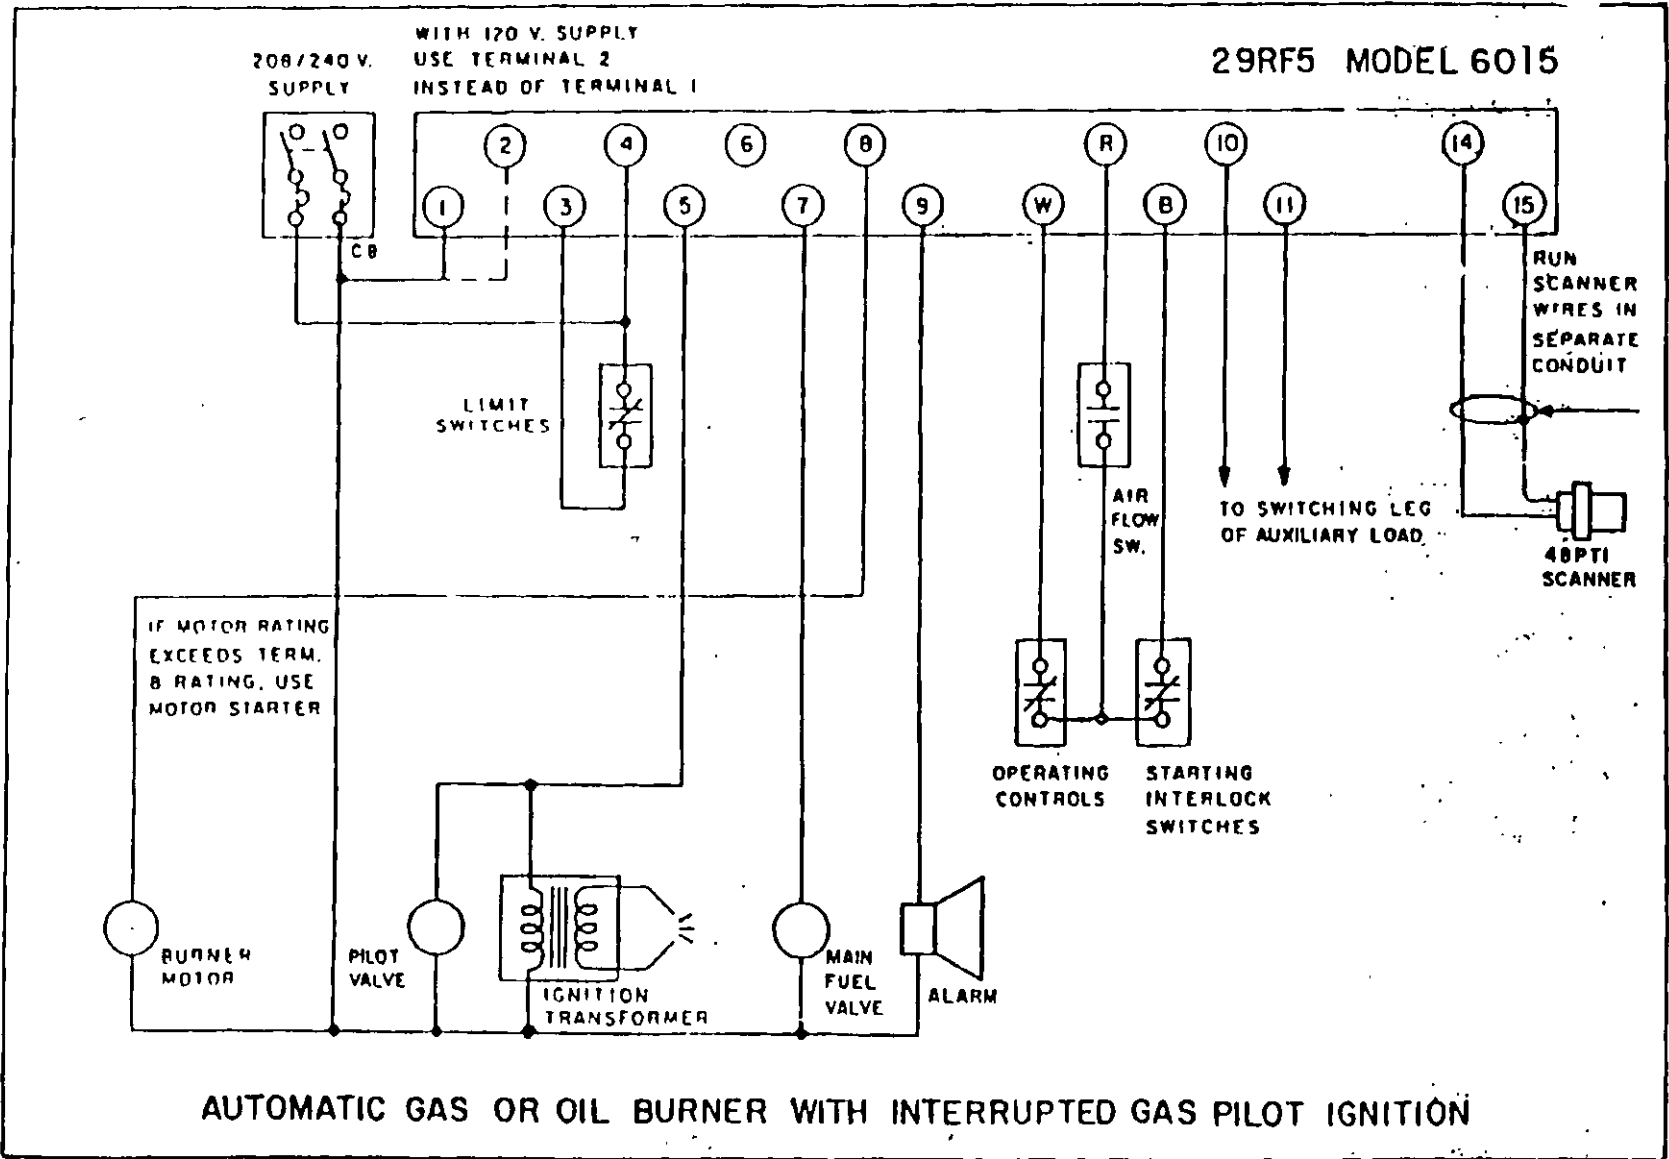 WITH 120 V. SUPPLY
USE TERMINAL 2
INSTEAD OF TERMINAL 1
208/240 V.
SUPPLY
29RF5 MODEL 6015
2
4
6
8
R
10
14
1
3
5
7
9
W
B
11
15
CB
RUN
SCANNER
WIRES IN
SEPARATE
CONDUIT
LIMIT
SWITCHES
AIR
FLOW
SW.
TO SWITCHING LEG
OF AUXILIARY LOAD
48PT1
SCANNER
IF MOTOR RATING
EXCEEDS TERM.
8 RATING, USE
MOTOR STARTER
OPERATING
CONTROLS
STARTING
INTERLOCK
SWITCHES
BURNER
MOTOR
PILOT
VALVE
IGNITION
TRANSFORMER
MAIN
FUEL
VALVE
ALARM
AUTOMATIC GAS OR OIL BURNER WITH INTERRUPTED GAS PILOT IGNITION